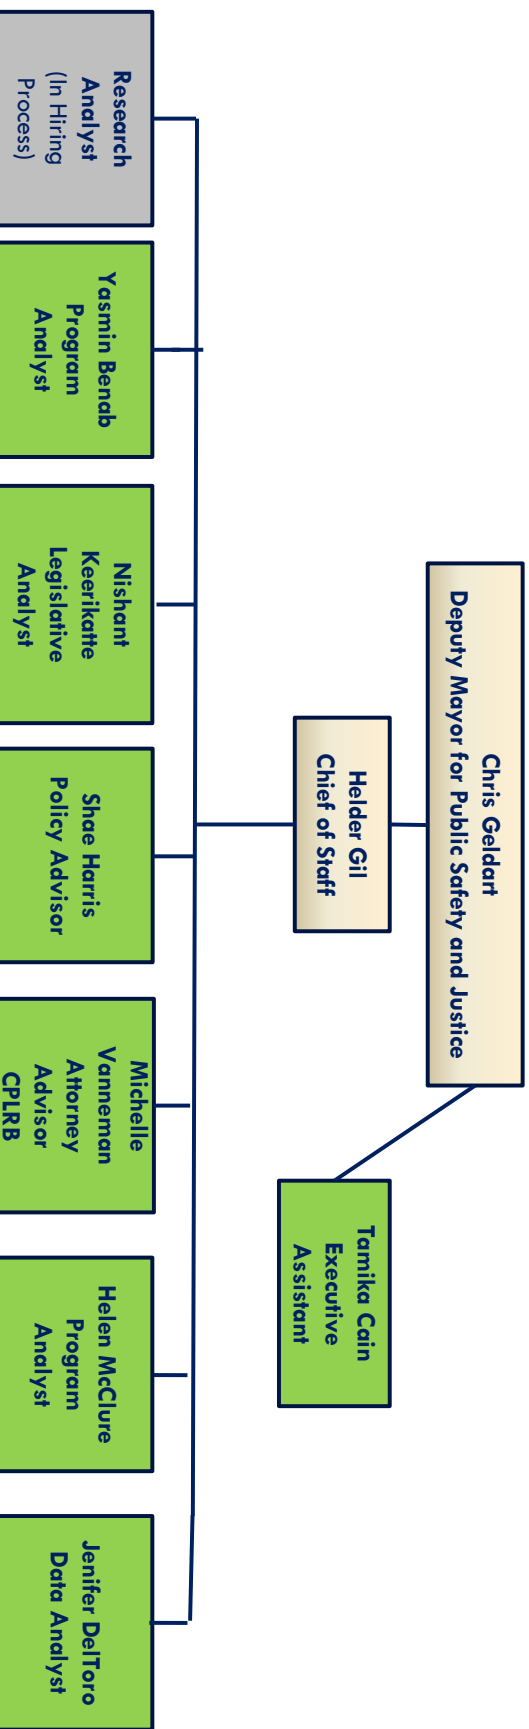 Chris Geldart
Deputy Mayor for Public Safety and Justice
Helder Gil
Chief of Staff
Tamika Cain
Executive
Assistant
Research
Analyst
(In Hiring
Process)
Yasmin Benab
Program
Analyst
Nishant
Keerikatte
Legislative
Analyst
Shae Harris
Policy Advisor
Michelle
Vanneman
Attorney
Advisor
CPLRB
Helen McClure
Program
Analyst
Jenifer DelToro
Data Analyst